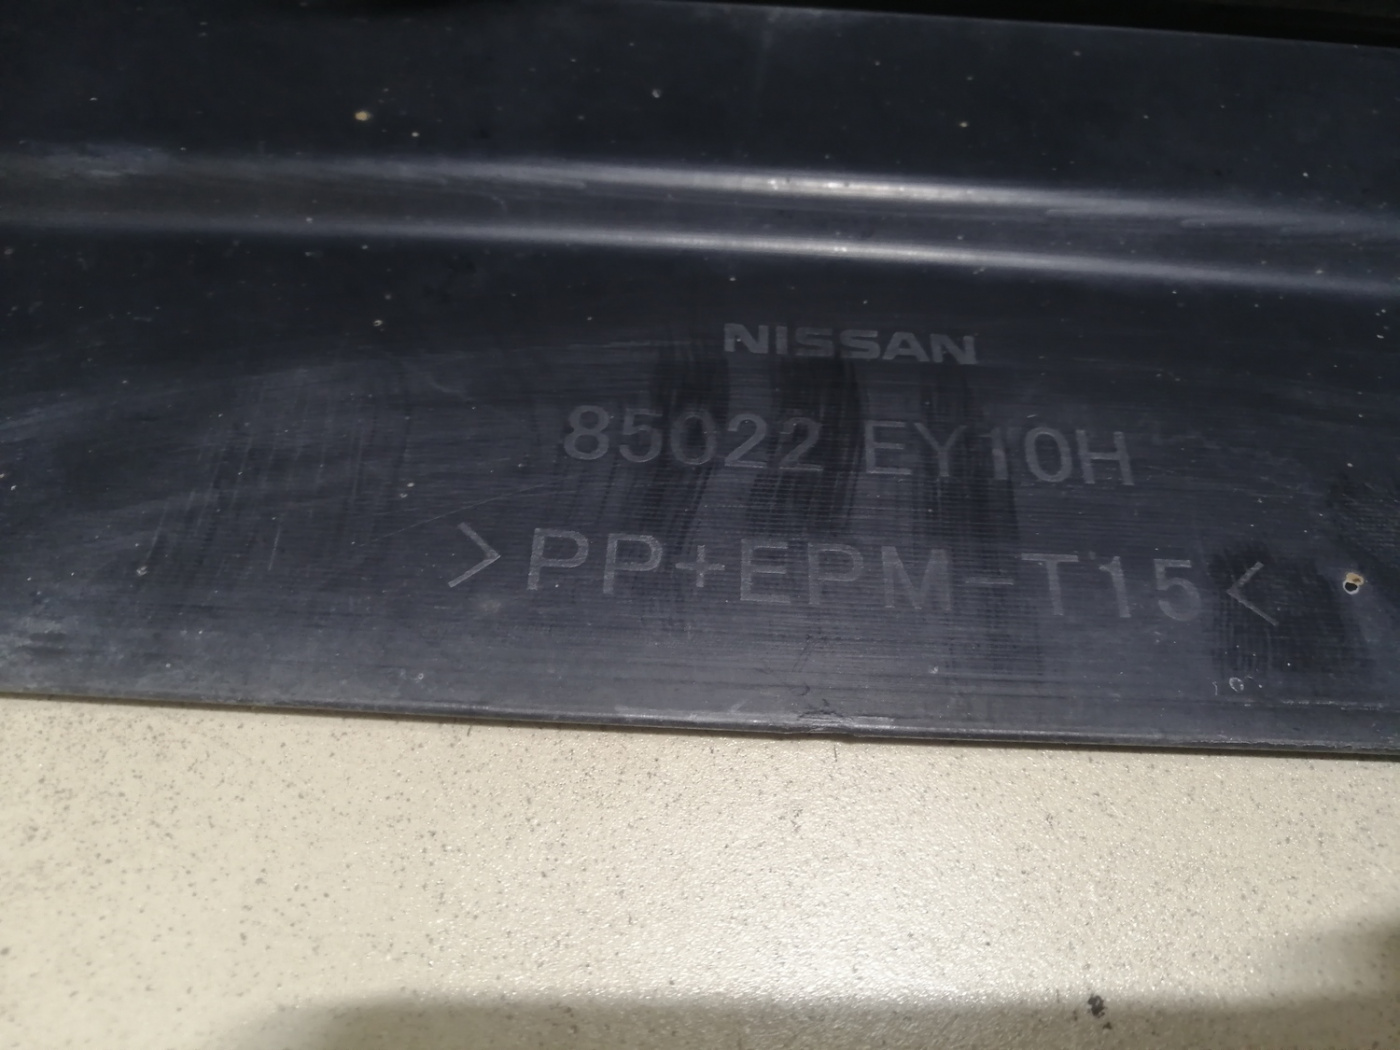 NISSAN
85022 EY10H
>PP+EPM-T15<